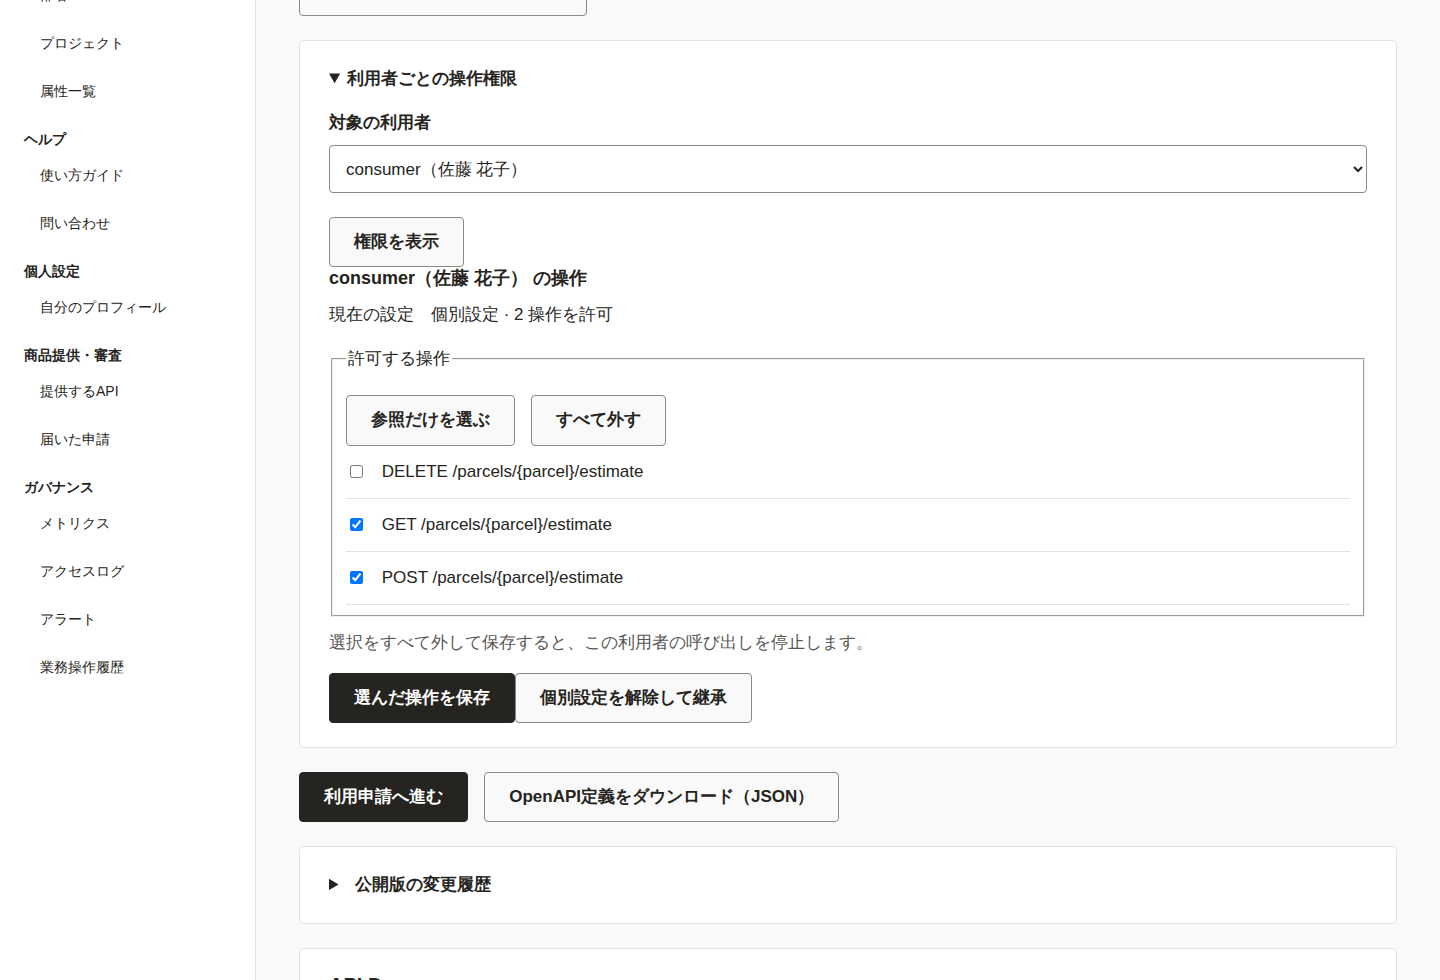 プロジェクト
属性一覧
ヘルプ
使い方ガイド
問い合わせ
個人設定
自分のプロフィール
商品提供・審査
提供するAPI
届いた申請
ガバナンス
メトリクス
アクセスログ
アラート
業務操作履歴
利用者ごとの操作権限
対象の利用者
consumer（佐藤 花子）
権限を表示
consumer（佐藤 花子） の操作
現在の設定　個別設定 · 2 操作を許可
許可する操作
参照だけを選ぶ
すべて外す
DELETE /parcels/{parcel}/estimate
GET /parcels/{parcel}/estimate
POST /parcels/{parcel}/estimate
選択をすべて外して保存すると、この利用者の呼び出しを停止します。
選んだ操作を保存
個別設定を解除して継承
利用申請へ進む
OpenAPI定義をダウンロード（JSON）
公開版の変更履歴